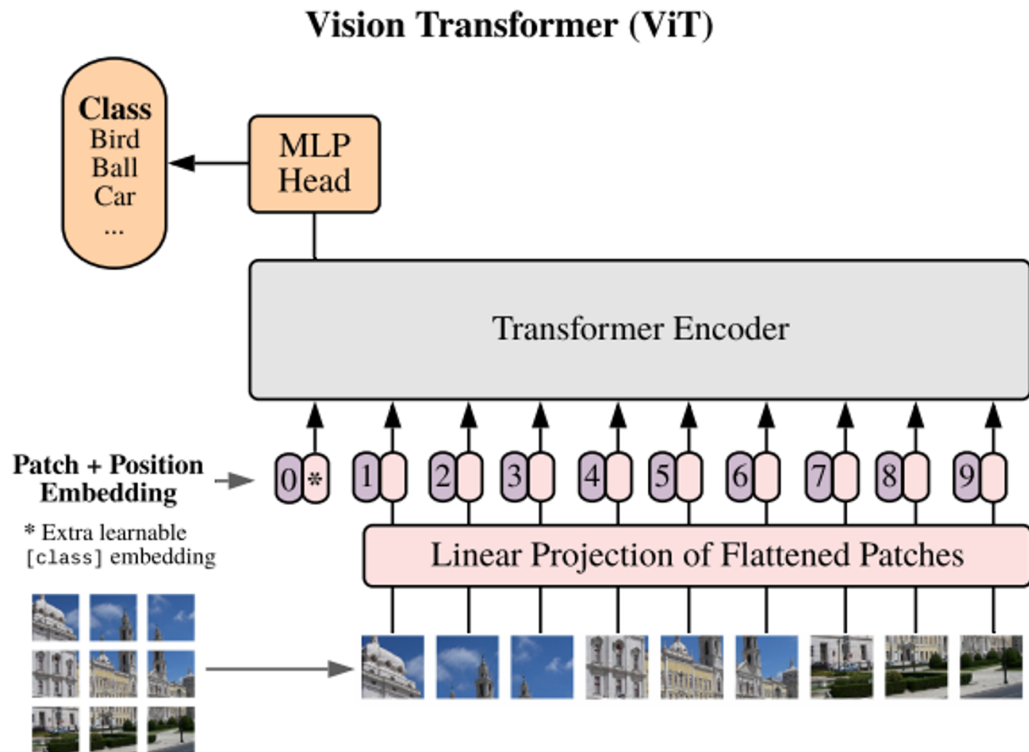 Vision Transformer (ViT)
Class
Bird
Ball
Car
...
MLP
Head
Transformer Encoder
Patch + Position
Embedding
0 * 1 2 3 4 5 6 7 8 9
* Extra learnable
[class] embedding
Linear Projection of Flattened Patches